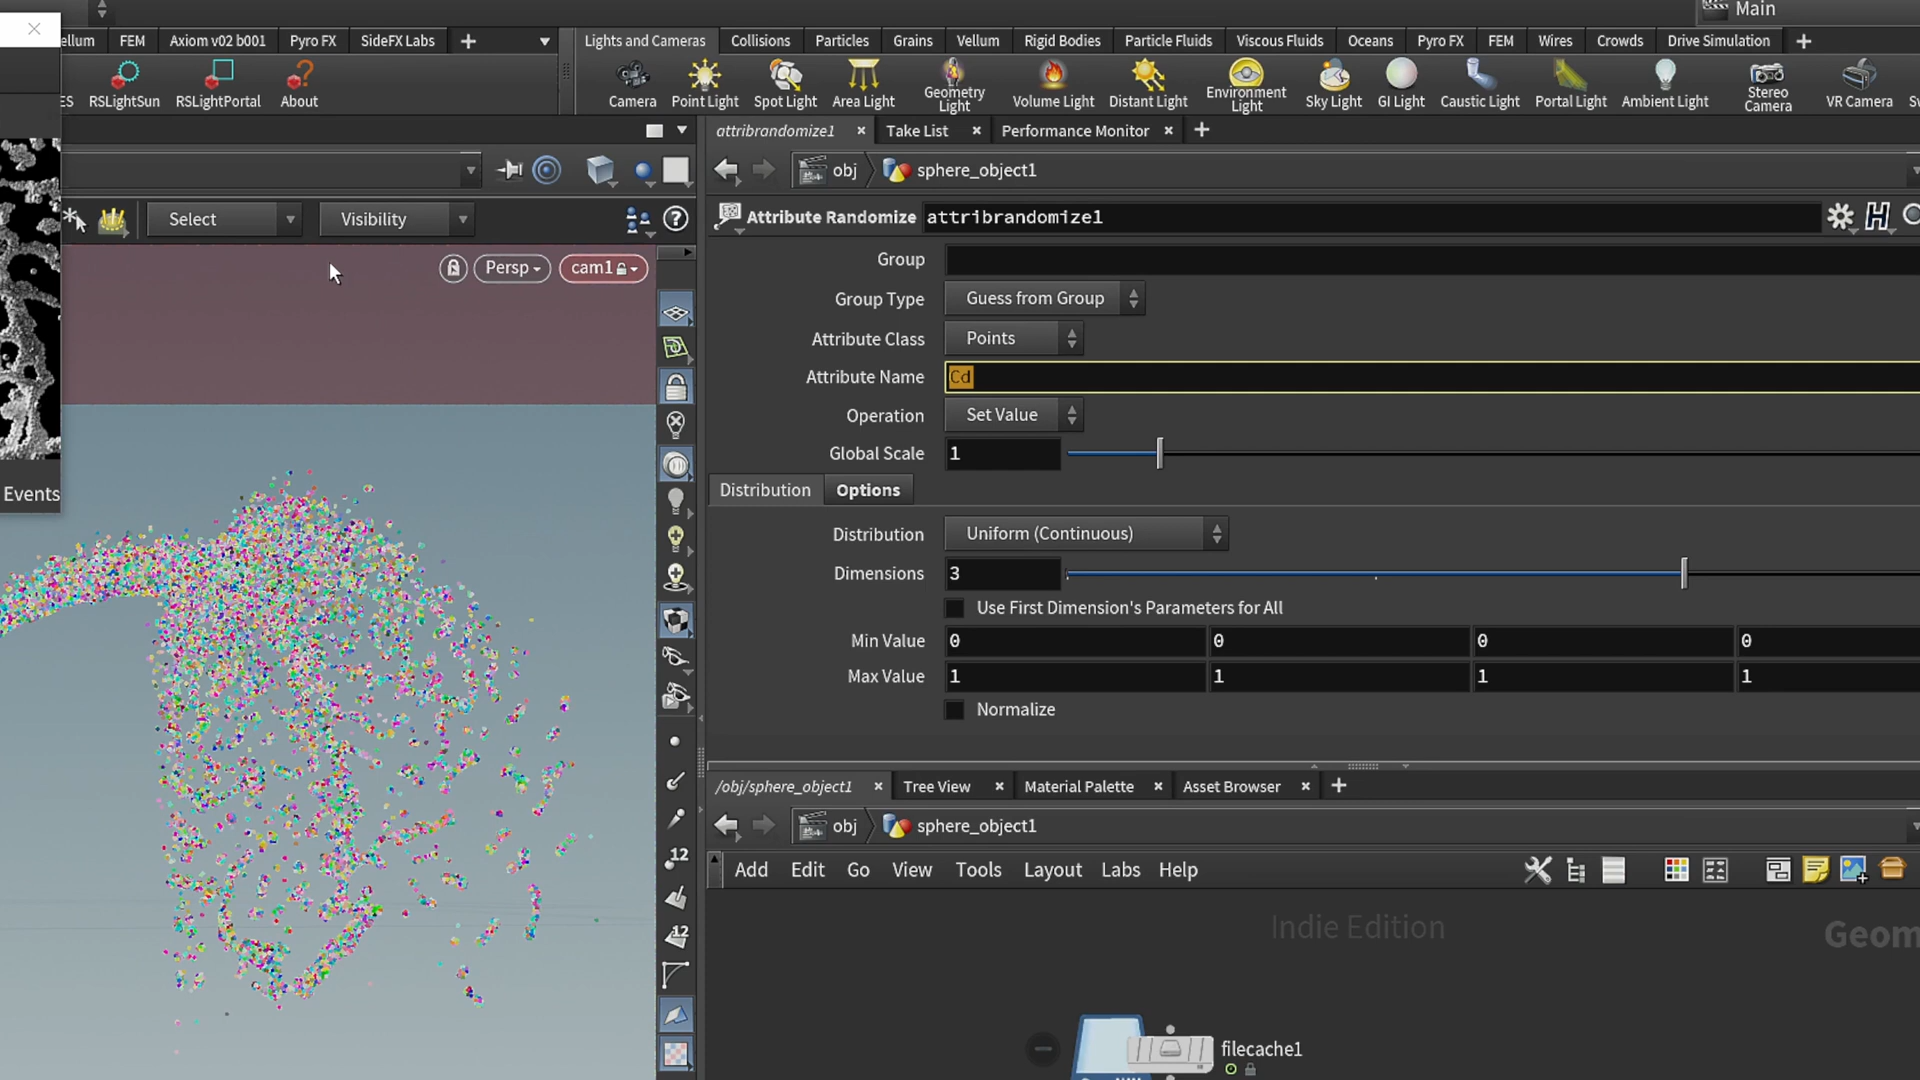 Main
ellum FEM Axiom v02 b001 Pyro FX SideFX Labs
Lights and Cameras Collisions Particles Grains Vellum Rigid Bodies Particle Fluids Viscous Fluids Oceans Pyro FX FEM Wires Crowds Drive Simulation
ES RSLightSun RSLightPortal About
Camera Point Light Spot Light Area Light Geometry Light Volume Light Distant Light Environment Light Sky Light GI Light Caustic Light Portal Light Ambient Light Stereo Camera VR Camera
attribrandomize1 Take List Performance Monitor
obj sphere_object1
Select Visibility
Attribute Randomize attribrandomize1
Persp cam1
Group
Group Type Guess from Group
Attribute Class Points
Attribute Name Cd
Operation Set Value
Global Scale 1
Events
Distribution Options
Distribution Uniform (Continuous)
Dimensions 3
Use First Dimension's Parameters for All
Min Value 0 0 0 0
Max Value 1 1 1 1
Normalize
/obj/sphere_object1 Tree View Material Palette Asset Browser
obj sphere_object1
12
Add Edit Go View Tools Layout Labs Help
12
Indie Edition
Geom
filecache1